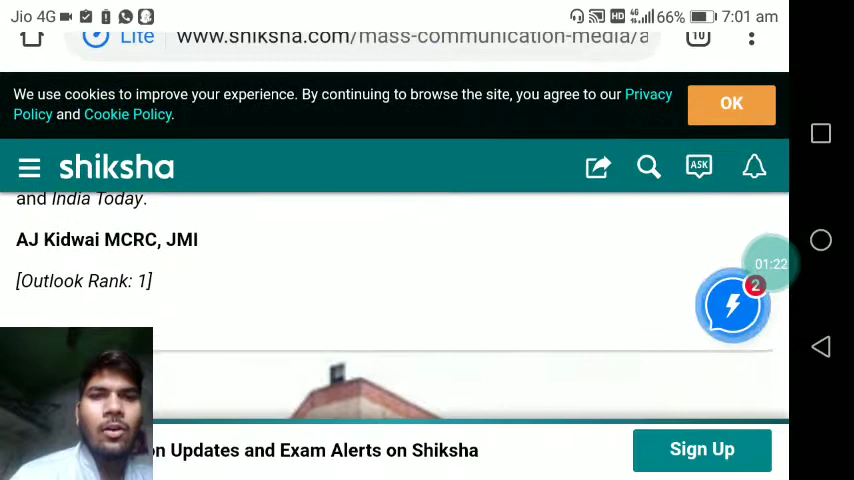 Jio 4G 4G HD 66% 7:01 am
Lite www.shiksha.com/mass-communication-media/a 10
We use cookies to improve your experience. By continuing to browse the site, you agree to our Privacy
Policy and Cookie Policy.
OK
shiksha ASK
and India Today.
AJ Kidwai MCRC, JMI
[Outlook Rank: 1]
01:22
2
on Updates and Exam Alerts on Shiksha
Sign Up